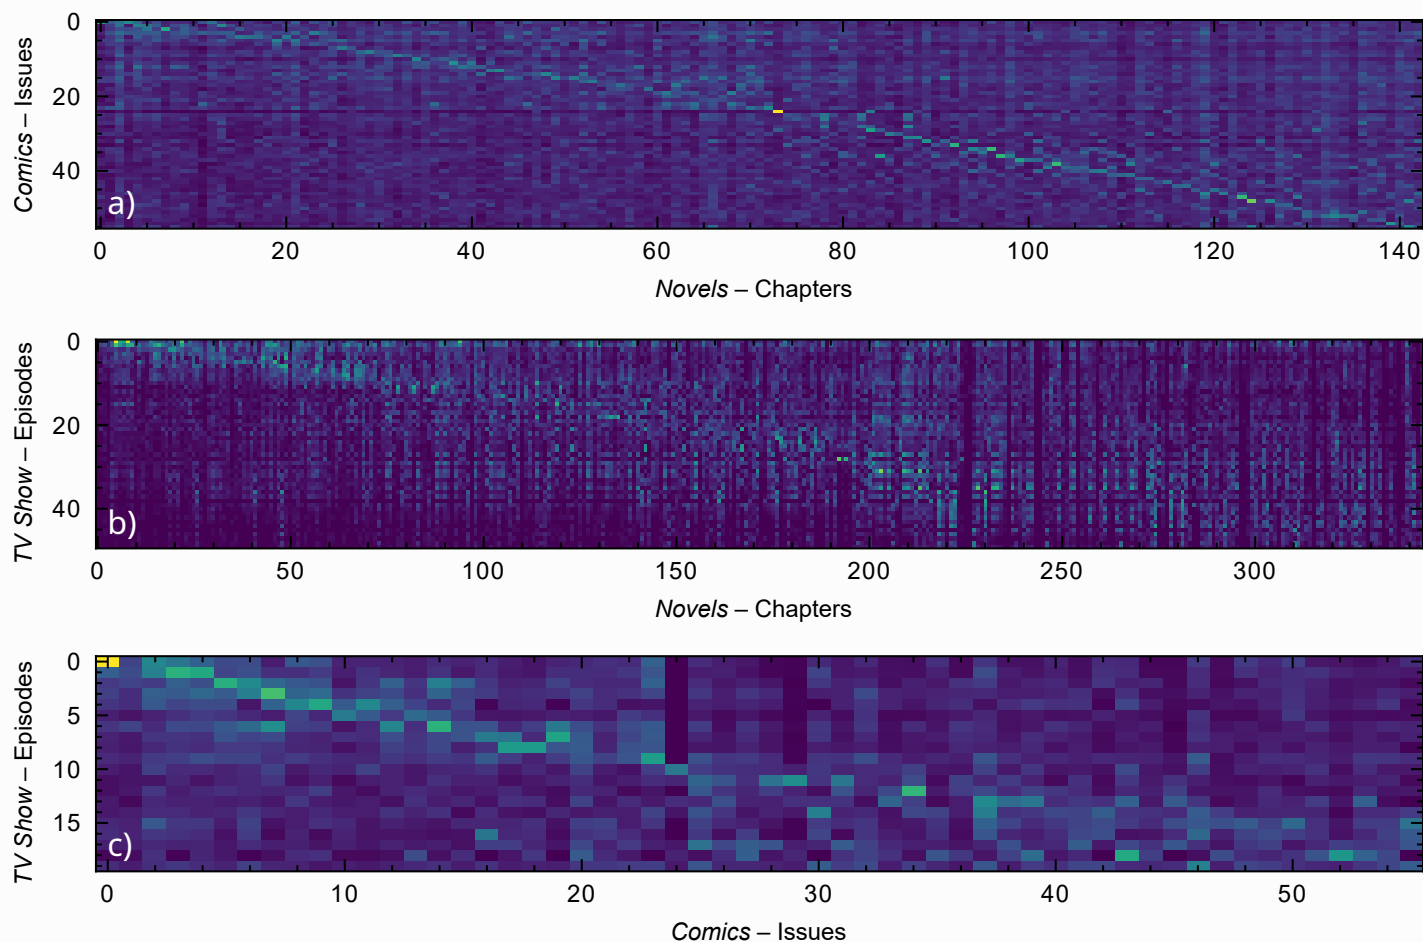 0
20
40
Comics – Issues
a)
0 20 40 60 80 100 120 140
Novels – Chapters
0
20
40
TV Show – Episodes
b)
0 50 100 150 200 250 300
Novels – Chapters
0
5
10
15
TV Show – Episodes
c)
0 10 20 30 40 50
Comics – Issues